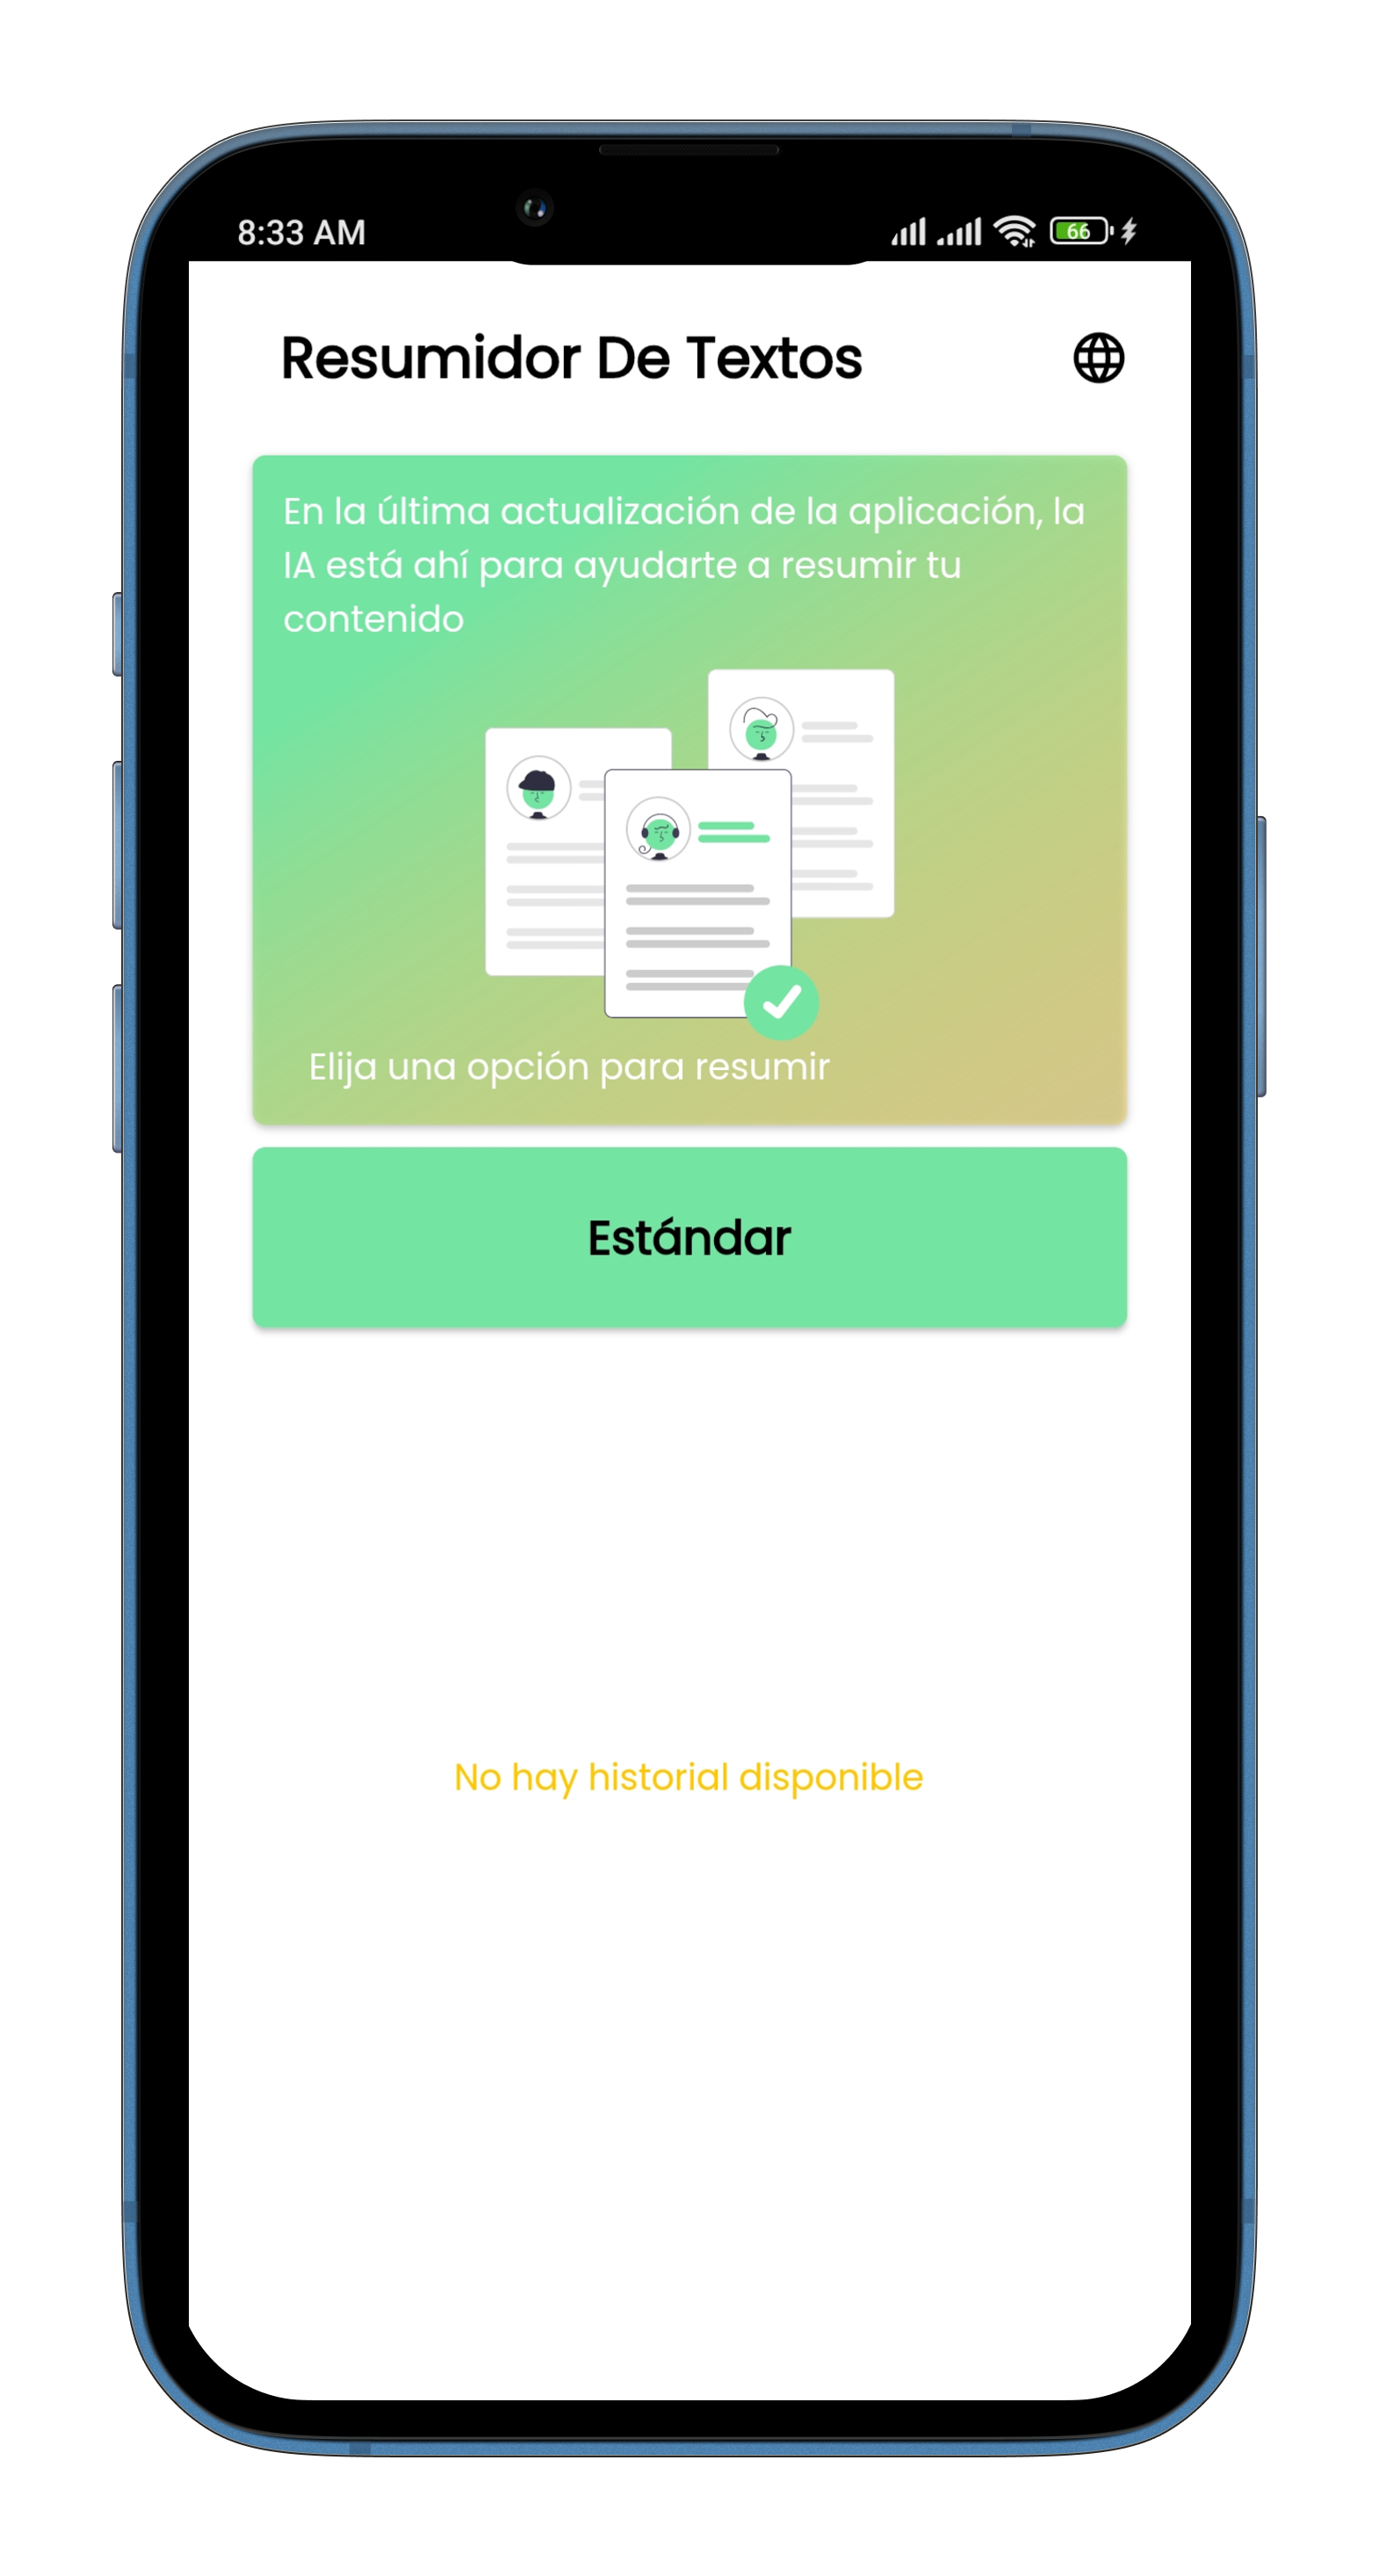 8:33 AM
66
Resumidor De Textos
En la última actualización de la aplicación, la
IA está ahí para ayudarte a resumir tu
contenido
Elija una opción para resumir
Estándar
No hay historial disponible